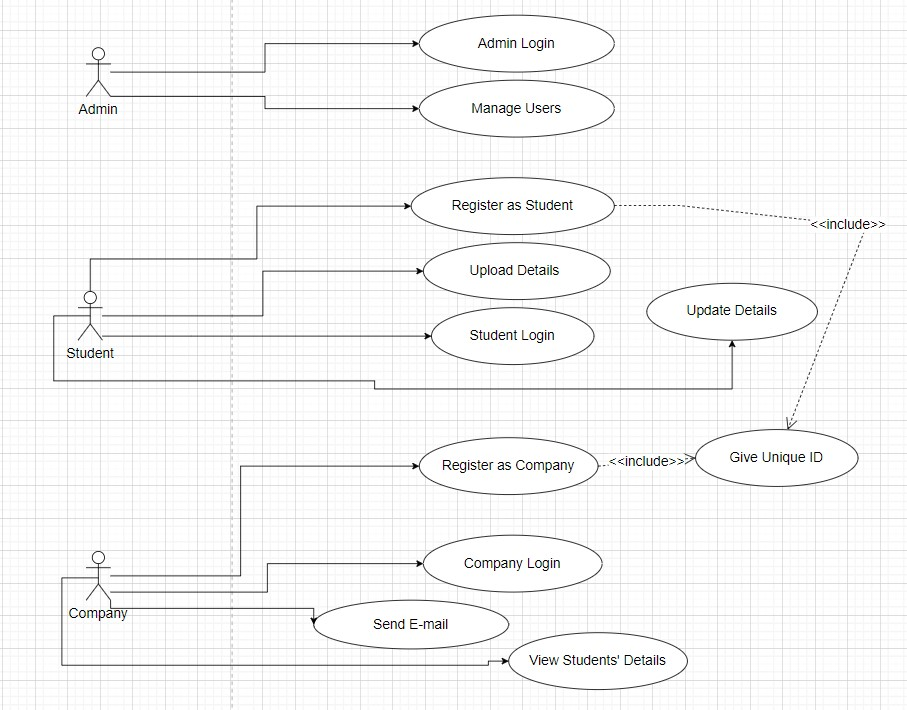 Admin Login
Admin
Manage Users
Register as Student
<<include>>
Upload Details
Update Details
Student Login
Student
Register as Company
<<include>>
Give Unique ID
Company Login
Company
Send E-mail
View Students' Details